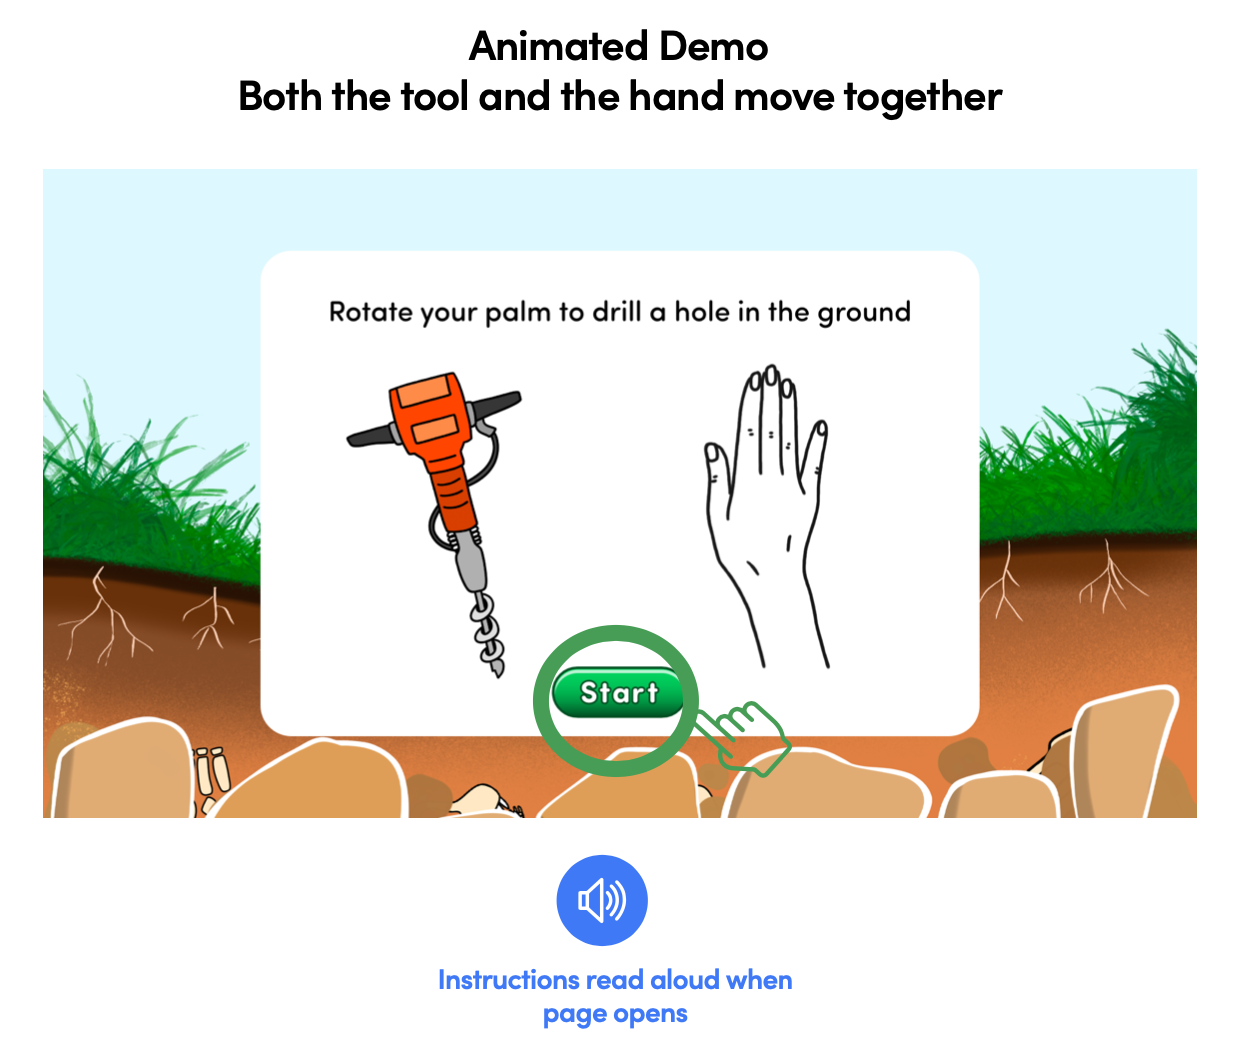 Animated Demo
Both the tool and the hand move together
Rotate your palm to drill a hole in the ground
Start
Instructions read aloud when
page opens